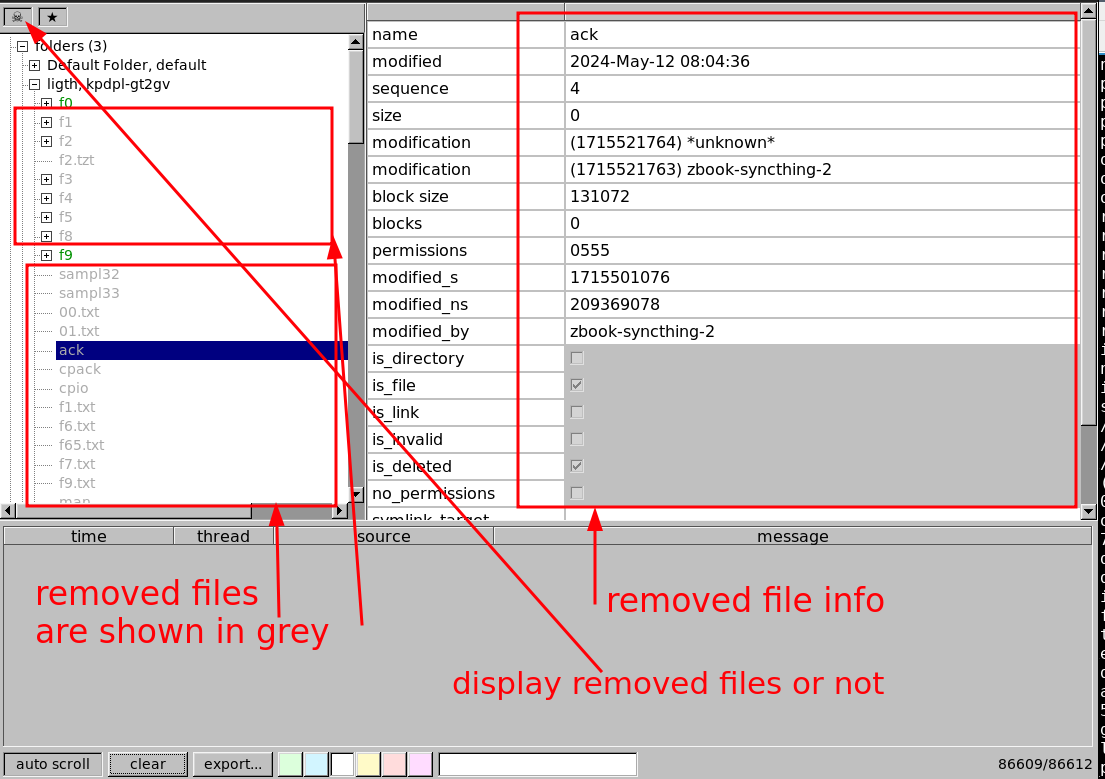 folders (3)
Default Folder, default
ligth, kpdpl-gt2gv
f0
f1
f2
f2.tzt
f3
f4
f5
f8
f9
sampl32
sampl33
00.txt
01.txt
ack
cpack
cpio
f1.txt
f6.txt
f65.txt
f7.txt
f9.txt
man
name ack
modified 2024-May-12 08:04:36
sequence 4
size 0
modification (1715521764) *unknown*
modification (1715521763) zbook-syncthing-2
block size 131072
blocks 0
permissions 0555
modified_s 1715501076
modified_ns 209369078
modified_by zbook-syncthing-2
is_directory
is_file
is_link
is_invalid
is_deleted
no_permissions
symlink_target
time thread source message
removed files
are shown in grey
removed file info
display removed files or not
auto scroll clear export... 86609/86612